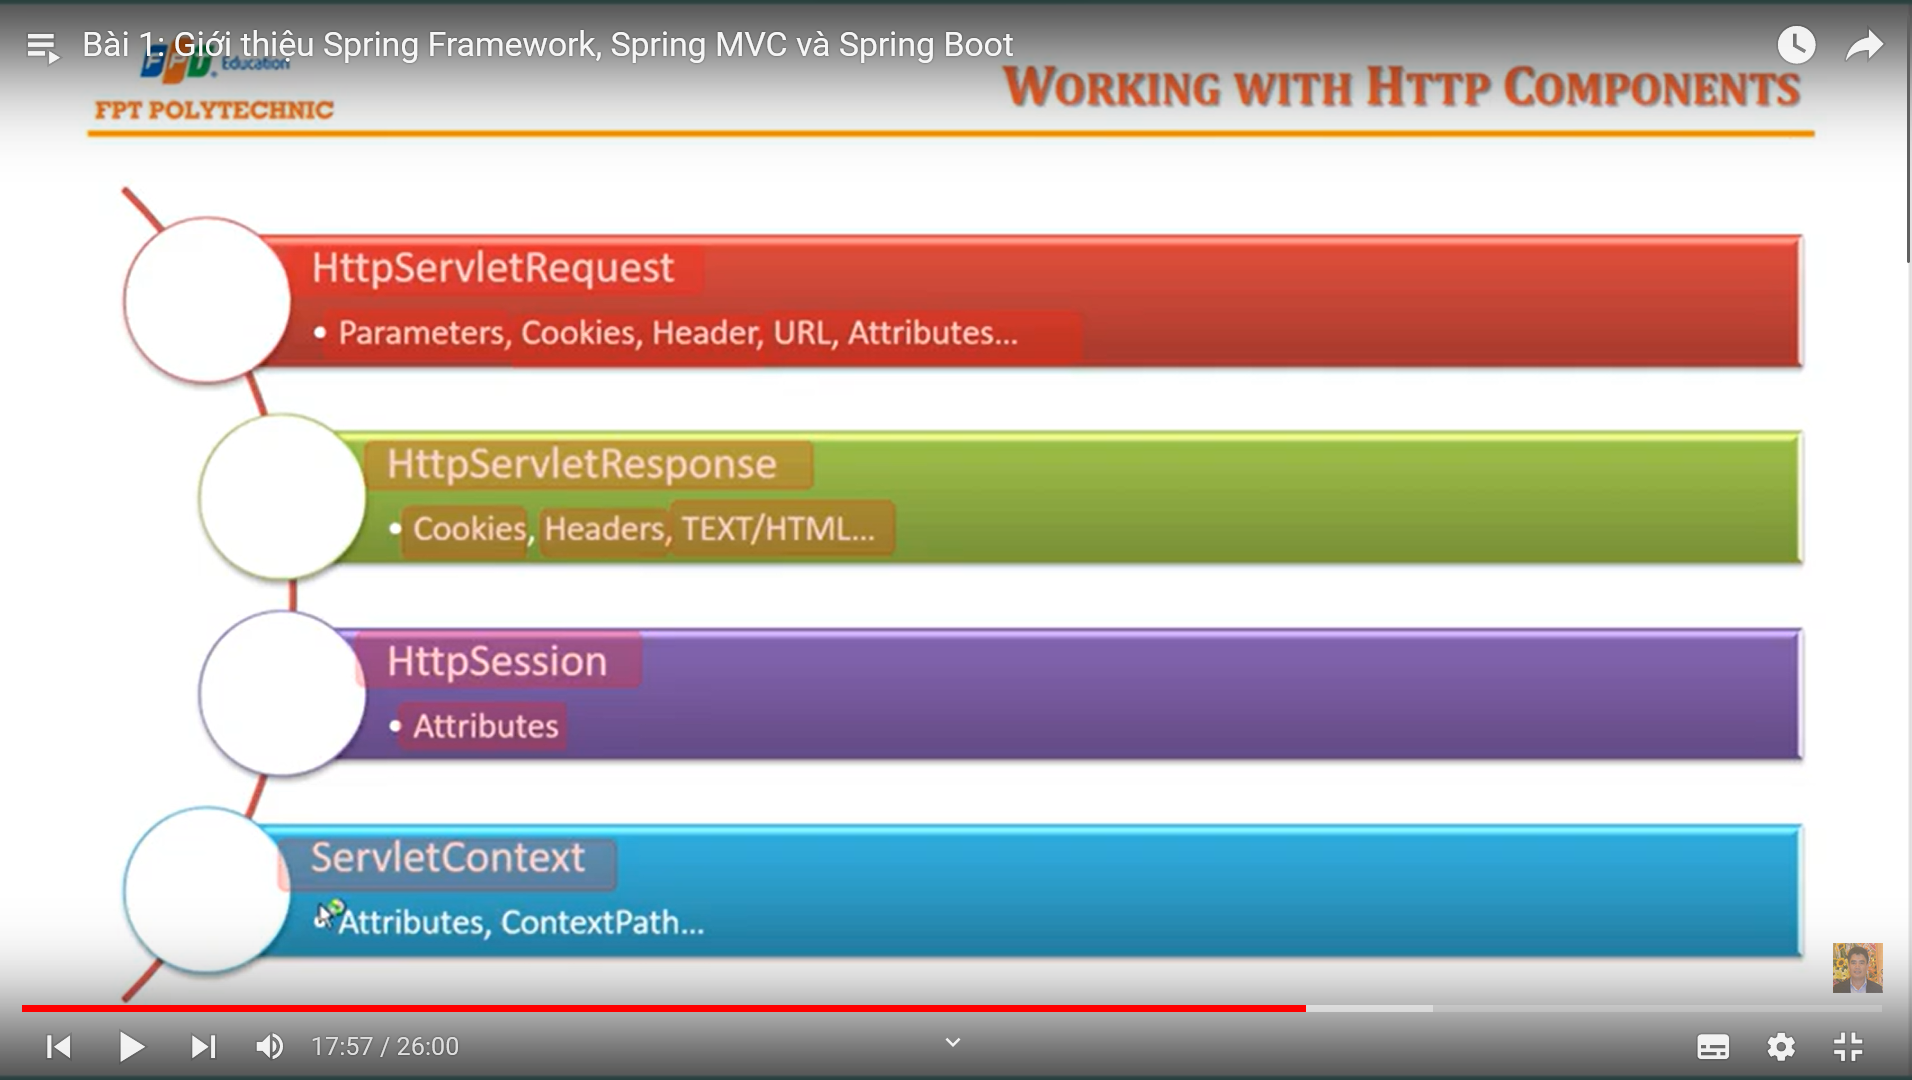 Bài 1: Giới thiệu Spring Framework, Spring MVC và Spring Boot
FPT Education
FPT POLYTECHNIC
WORKING WITH HTTP COMPONENTS
HttpServletRequest
• Parameters, Cookies, Header, URL, Attributes...
HttpServletResponse
• Cookies, Headers, TEXT/HTML...
HttpSession
• Attributes
ServletContext
• Attributes, ContextPath...
17:57 / 26:00